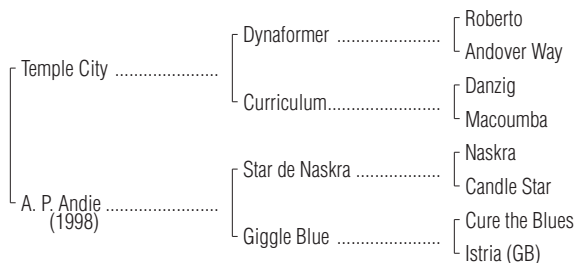 Roberto
Dynaformer ....................
Andover Way
Temple City ....................
Danzig
Curriculum.....................
Macoumba
Naskra
Star de Naskra .................
Candle Star
A. P. Andie ......................
(1998)
Cure the Blues
Giggle Blue ....................
Istria (GB)